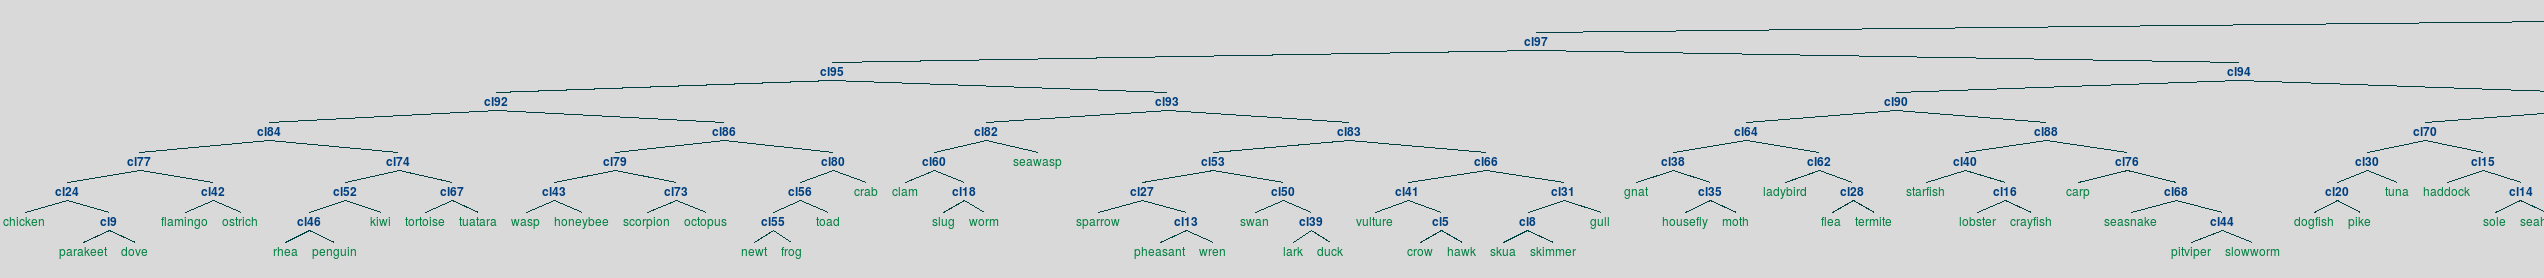 cl97
cl95 cl94
cl92 cl93 cl90
cl84 cl86 cl82 cl83 cl64 cl88 cl70
cl77 cl74 cl79 cl80 cl60 seawasp cl53 cl66 cl38 cl62 cl40 cl76 cl30 cl15
cl24 cl42 cl52 cl67 cl43 cl73 cl56 crab clam cl18 cl27 cl50 cl41 cl31 gnat cl35 ladybird cl28 starfish cl16 carp cl68 cl20 tuna haddock cl14
chicken cl9 flamingo ostrich cl46 kiwi tortoise tuatara wasp honeybee scorpion octopus cl55 toad slug worm sparrow cl13 swan cl39 vulture cl5 cl8 gull housefly moth flea termite lobster crayfish seasnake cl44 dogfish pike sole seah
parakeet dove rhea penguin newt frog pheasant wren lark duck crow hawk skua skimmer pitviper slowworm